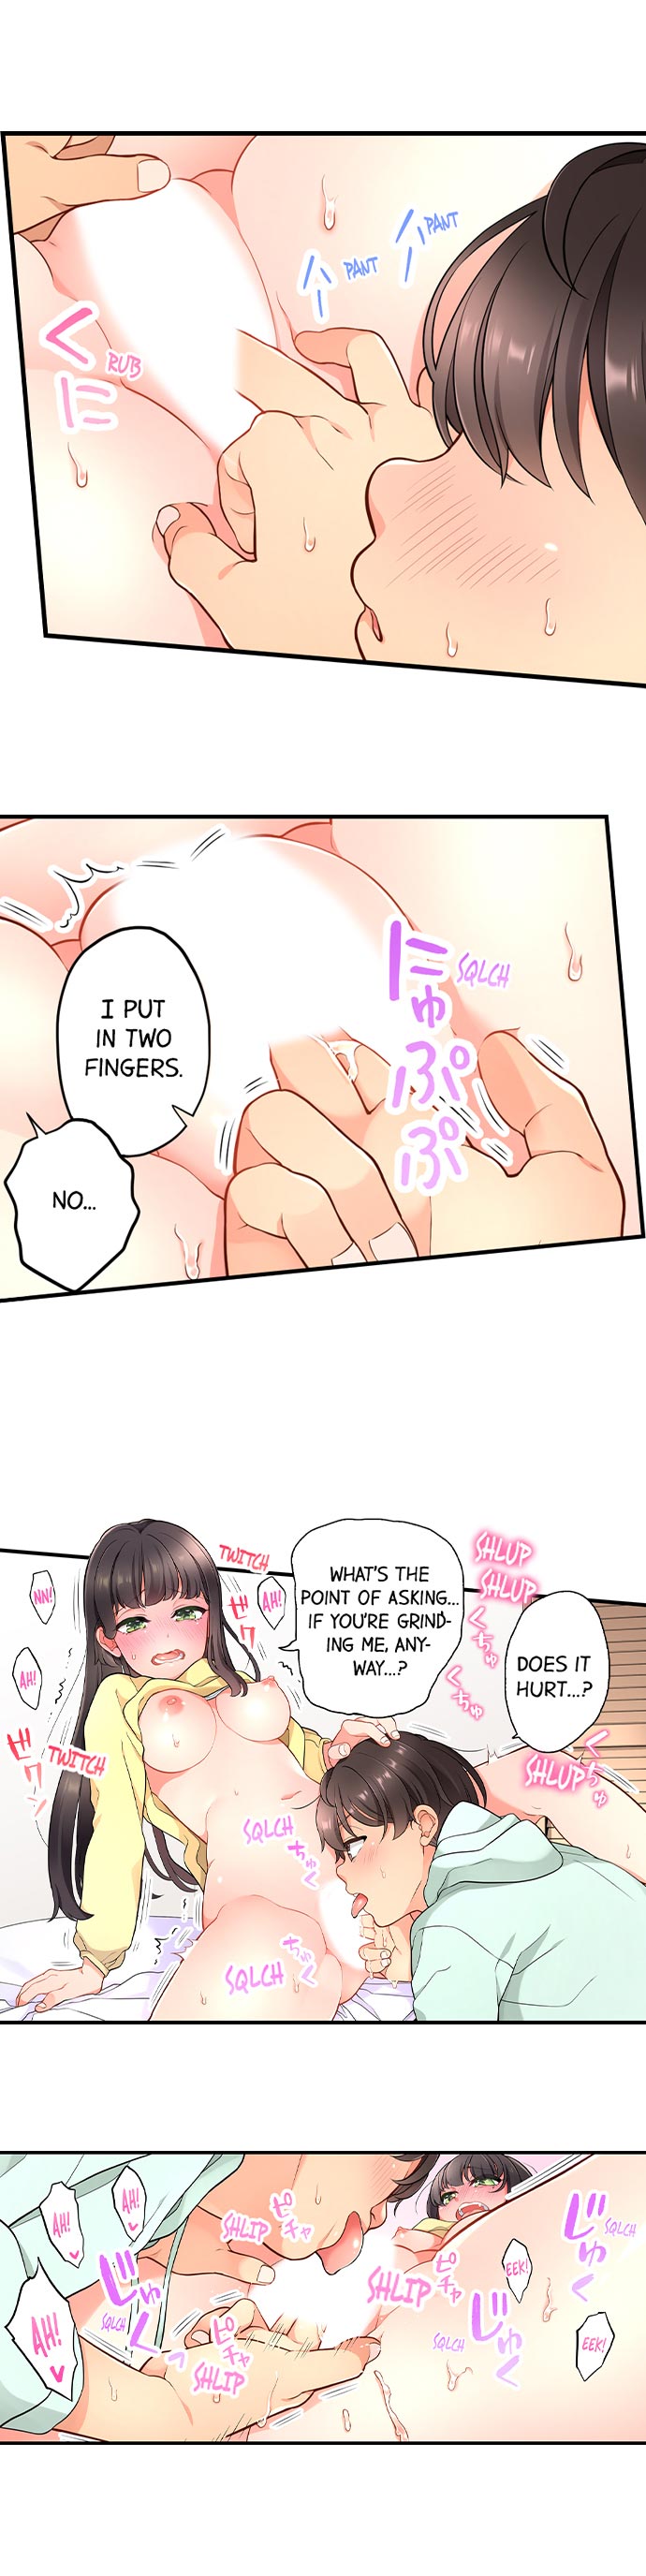 PANT
PANT
く
に
RUB
にゅ
ぷ
ぷ
SQLCH
I PUT
IN TWO
FINGERS.
NO...
TWITCH
NN!
AH!
ゼク
AH!
TWITCH
WHAT'S THE
POINT OF ASKING...
IF YOU'RE GRIND-
ING ME, ANY-
WAY...?
SHLUP
SHLUP
くちゅ
くちゅ
DOES IT
HURT...?
SHLUP
くちゅ
SQLCH
ちゅく
SQLCH
ちゅく
AH!
AH!
AH!
SHLIP
ピチャ
じゅく
SQLCH
SHLIP
ピチャ
SHLIP
ピチャ
EEK!
じゅく
SQLCH
じゅく
SQLCH
EEK!